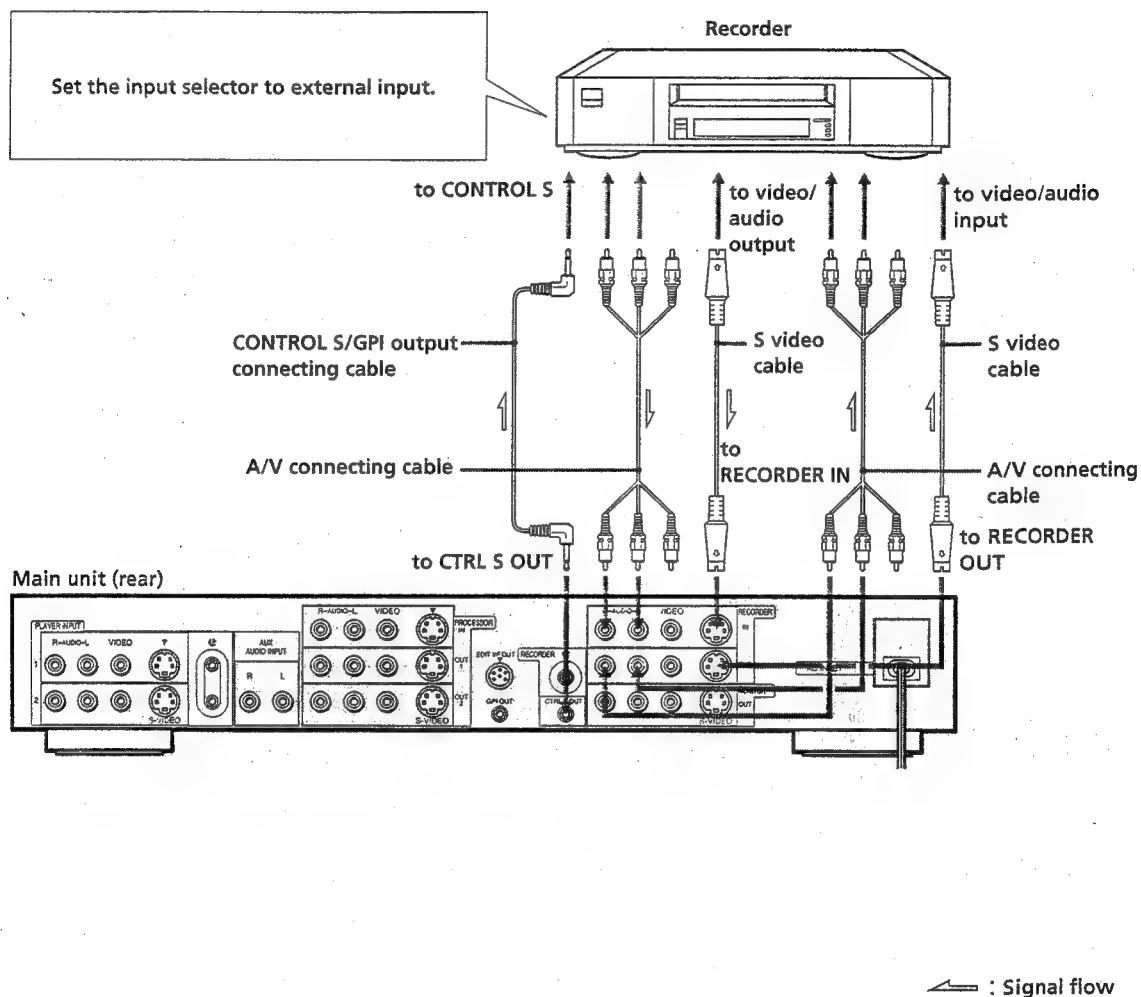 Recorder
Set the input selector to external input.
to CONTROL S
to video/
audio
output
to video/audio
input
CONTROL S/GPI output
connecting cable
S video
cable
S video
cable
A/V connecting cable
to
RECORDER IN
A/V connecting
cable
to CTRL S OUT
to RECORDER
OUT
Main unit (rear)
PLAYER INPUT
R-AUDIO-L VIDEO
1
2
S-VIDEO
AUX
AUDIO INPUT
R L
R-AUDIO-L VIDEO
PROCESSOR
IN
OUT
1
OUT
2
S-VIDEO
EDIT I/F OUT
RECORDER
GPI OUT
VIDEO
RECORDER
IN
OUT
S-VIDEO
: Signal flow